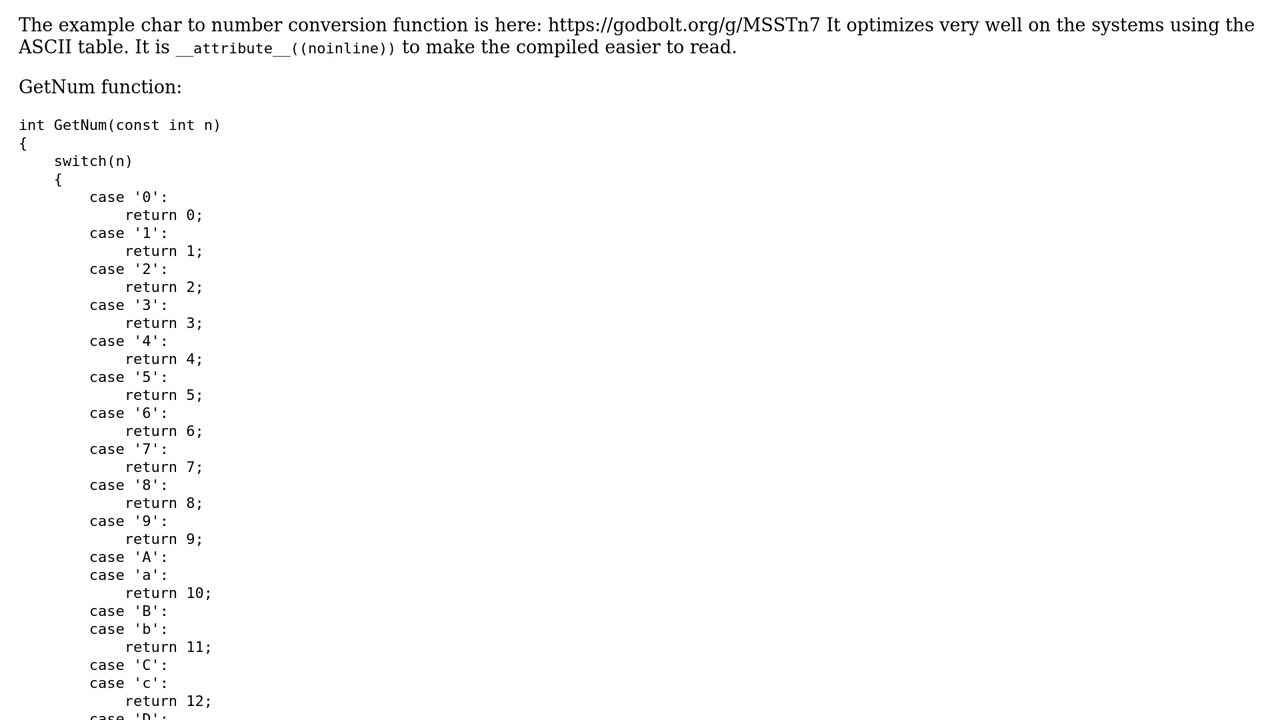 The example char to number conversion function is here: https://godbolt.org/g/MSSTn7 It optimizes very well on the systems using the
ASCII table. It is __attribute__((noinline)) to make the compiled easier to read.
GetNum function:
int GetNum(const int n)
{
    switch(n)
    {
        case '0':
            return 0;
        case '1':
            return 1;
        case '2':
            return 2;
        case '3':
            return 3;
        case '4':
            return 4;
        case '5':
            return 5;
        case '6':
            return 6;
        case '7':
            return 7;
        case '8':
            return 8;
        case '9':
            return 9;
        case 'A':
        case 'a':
            return 10;
        case 'B':
        case 'b':
            return 11;
        case 'C':
        case 'c':
            return 12;
        case 'D':